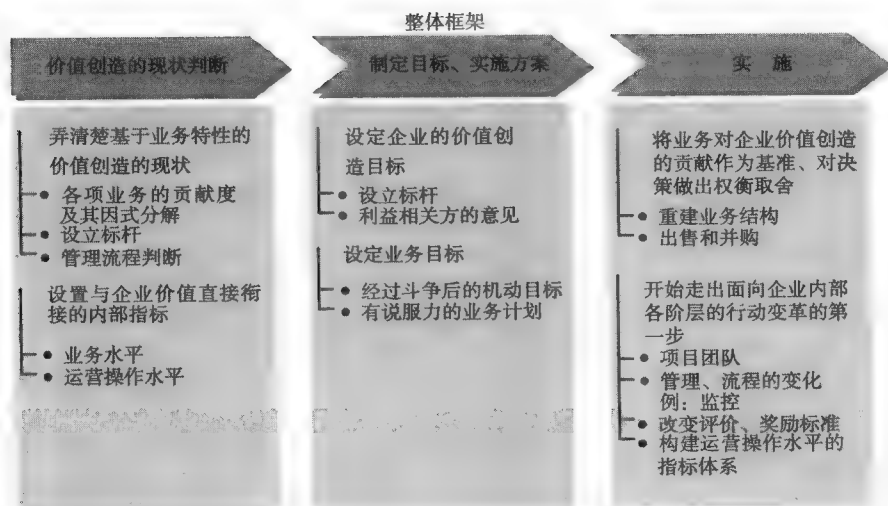 整体框架
价值创造的现状判断
弄清楚基于业务特性的
价值创造的现状
• 各项业务的贡献度
及其因式分解
• 设立标杆
• 管理流程判断
设置与企业价值直接衔
接的内部指标
• 业务水平
• 运营操作水平
制定目标、实施方案
设定企业的价值创
造目标
• 设立标杆
• 利益相关方的意见
设定业务目标
• 经过斗争后的机动目标
• 有说服力的业务计划
实 施
将业务对企业价值创造
的贡献作为基准、对决
策做出权衡取舍
• 重建业务结构
• 出售和并购
开始走出面向企业内部
各阶层的行动变革的第
一步
• 项目团队
• 管理、流程的变化
例：监控
• 改变评价、奖励标准
• 构建运营操作水平的
指标体系